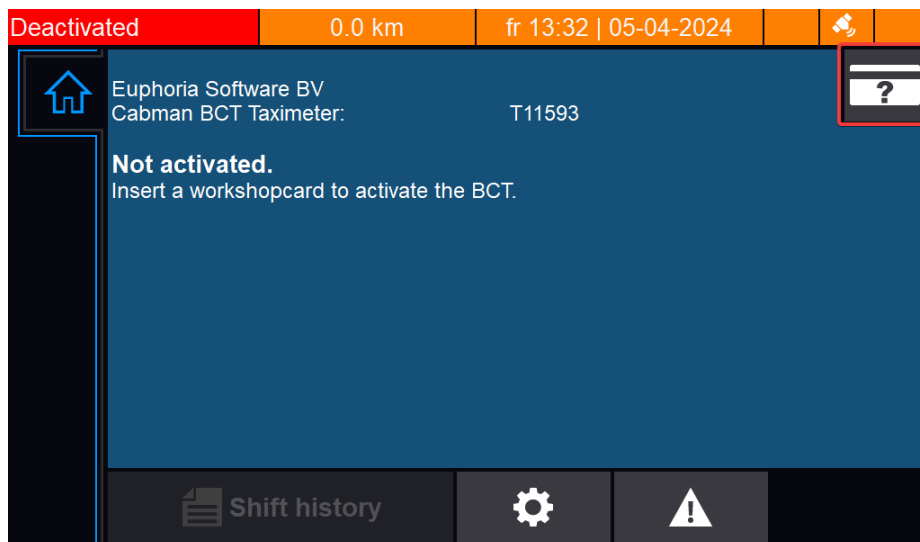 Deactivated
0.0 km
fr 13:32 | 05-04-2024
?
Euphoria Software BV
Cabman BCT Taximeter: T11593
Not activated.
Insert a workshopcard to activate the BCT.
Shift history